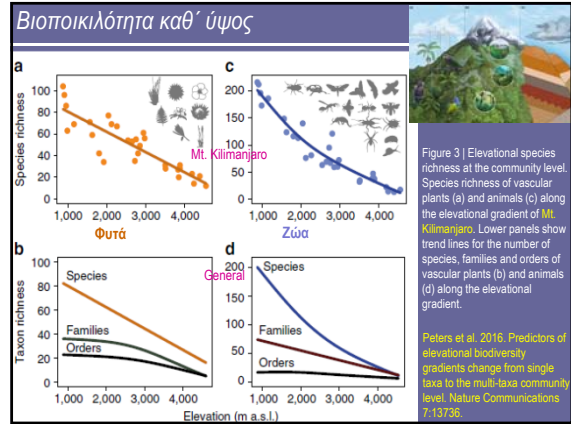 Βιοποικιλότητα καθ΄ ύψος
a
c
Species richness
100
80
60
40
20
0
200
150
100
50
0
Mt. Kilimanjaro
1,000 2,000 3,000 4,000
1,000 2,000 3,000 4,000
Φυτά
Ζώα
b
d
Taxon richness
100
80
60
40
20
0
Species
Families
Orders
General
200
150
100
50
0
Species
Families
Orders
1,000 2,000 3,000 4,000
1,000 2,000 3,000 4,000
Elevation (m a.s.l.)
Figure 3 | Elevational species
richness at the community level.
Species richness of vascular
plants (a) and animals (c) along
the elevational gradient of Mt.
Kilimanjaro. Lower panels show
trend lines for the number of
species, families and orders of
vascular plants (b) and animals
(d) along the elevational
gradient.
Peters et al. 2016. Predictors of
elevational biodiversity
gradients change from single
taxa to the multi-taxa community
level. Nature Communications
7:13736.